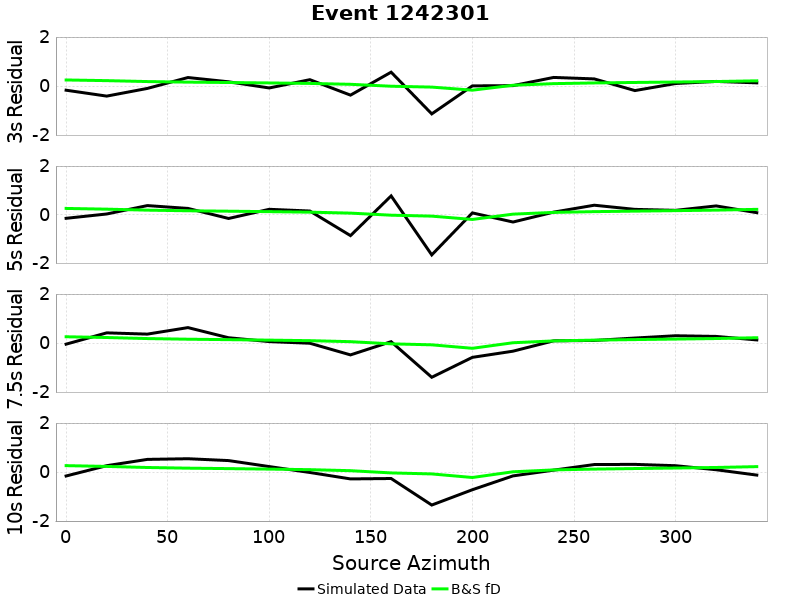 Event 1242301
3s Residual
2
0
-2
5s Residual
2
0
-2
7.5s Residual
2
0
-2
10s Residual
2
0
-2
0 50 100 150 200 250 300
Source Azimuth
Simulated Data B&S fD